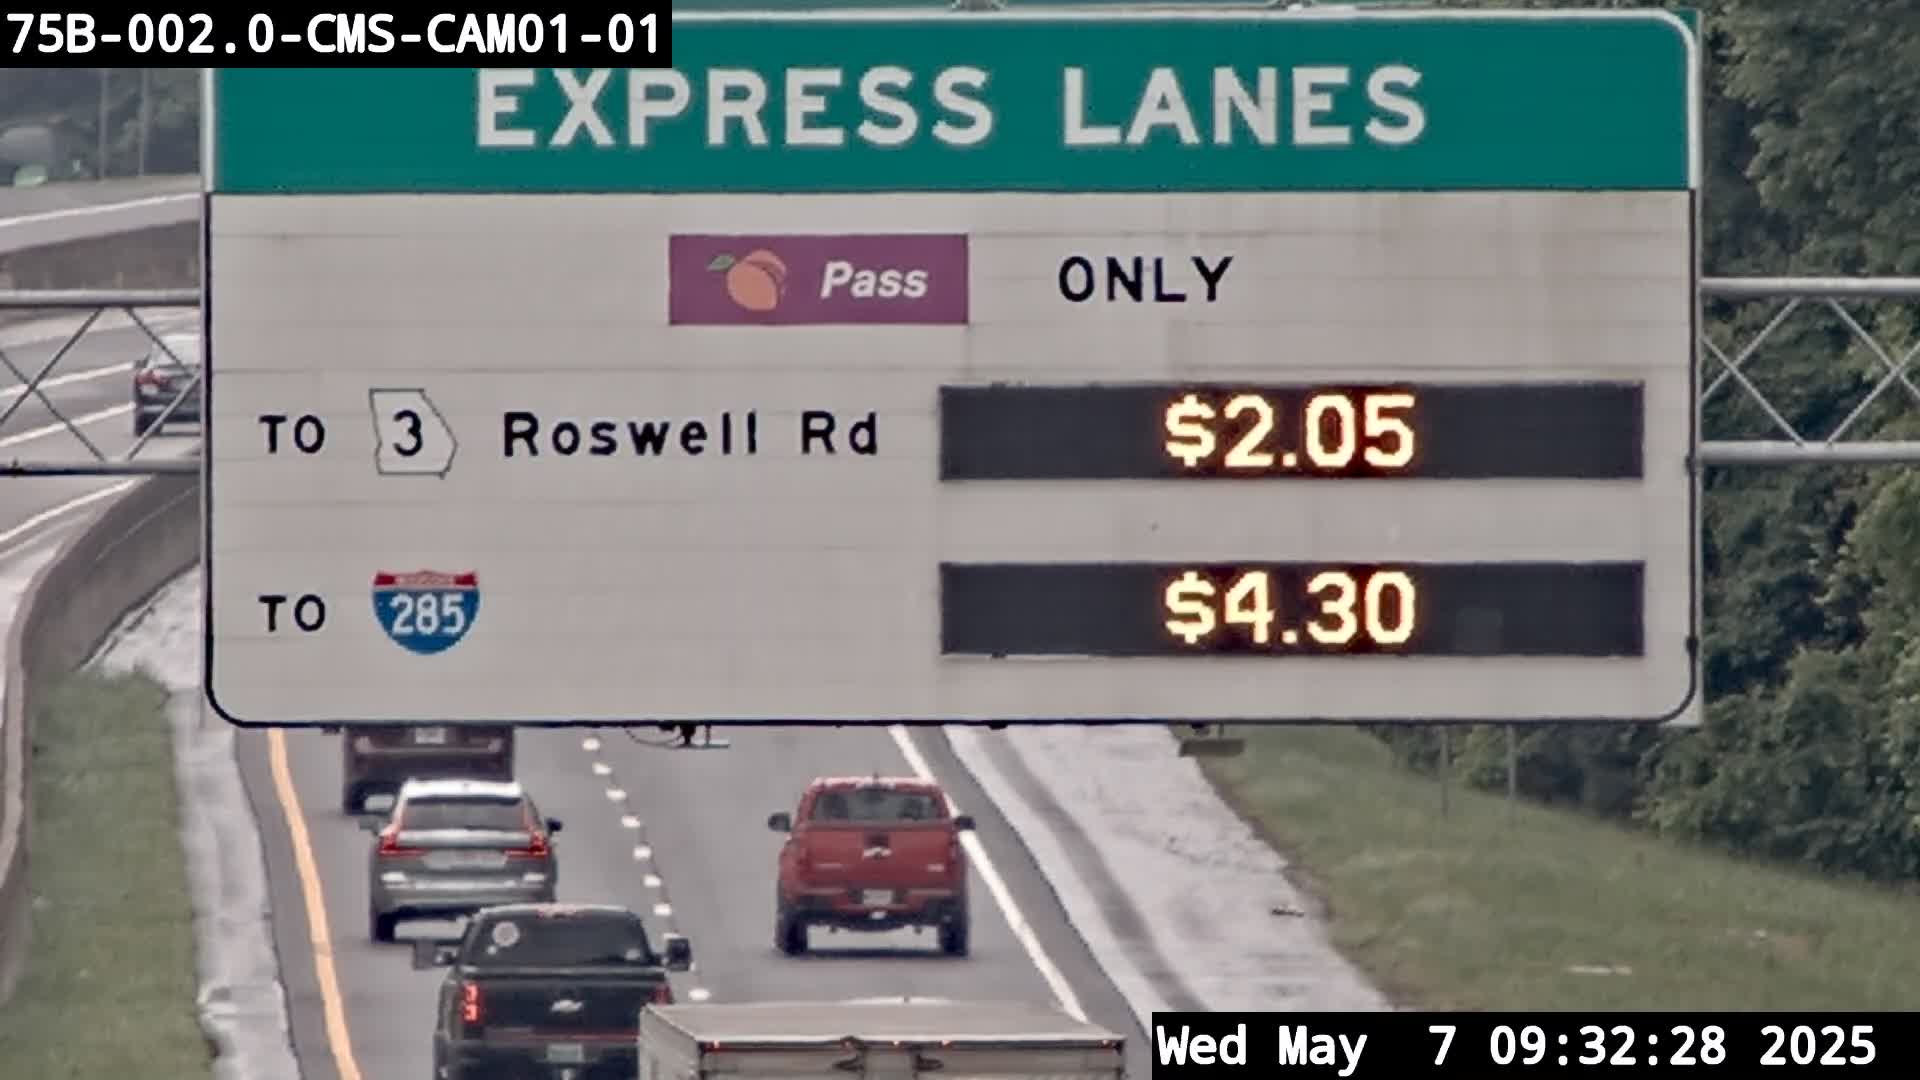 75B-002.0-CMS-CAM01-01
EXPRESS LANES
Pass ONLY
TO 3 Roswell Rd $2.05
TO 285 $4.30
Wed May 7 09:32:28 2025